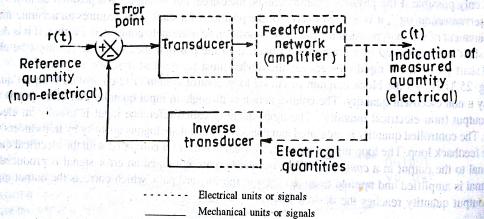 Error
point
r(t)
+
−
Transducer
Feedforward
network
(amplifier)
c(t)
Indication of
measured
quantity
(electrical)
Reference
quantity
(non-electrical)
Inverse
transducer
Electrical
quantities
Electrical units or signals
Mechanical units or signals